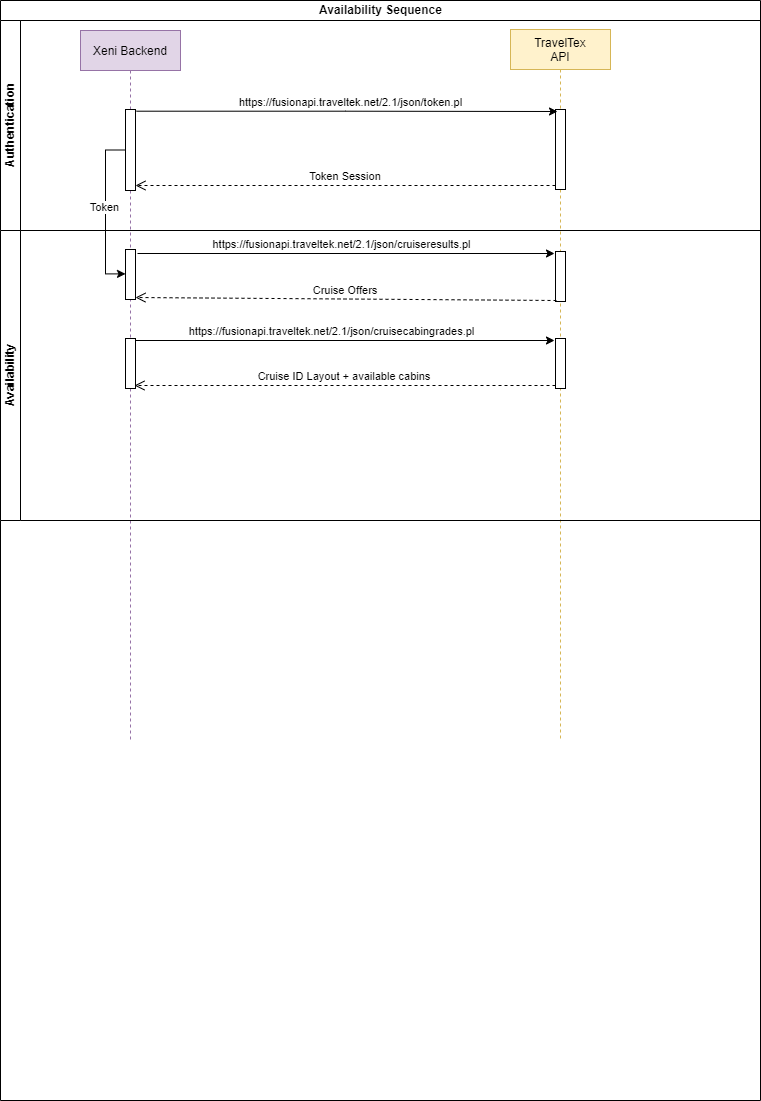 Availability Sequence
Authentication
Xeni Backend
TravelTex
API
https://fusionapi.traveltek.net/2.1/json/token.pl
Token Session
Token
Availability
https://fusionapi.traveltek.net/2.1/json/cruiseresults.pl
Cruise Offers
https://fusionapi.traveltek.net/2.1/json/cruisecabingrades.pl
Cruise ID Layout + available cabins